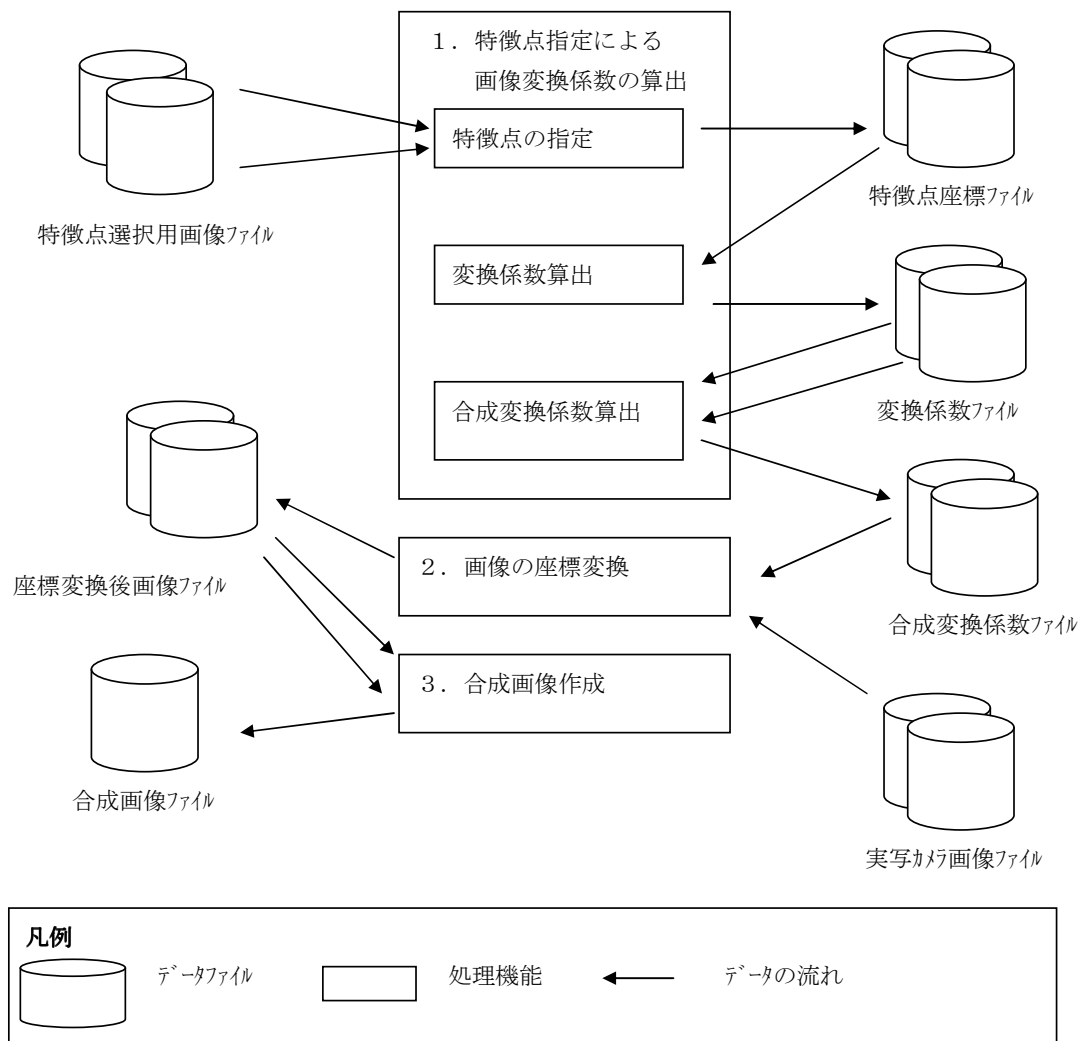 １．特徴点指定による
画像変換係数の算出
特徴点の指定
特徴点選択用画像ﾌｧｲﾙ
特徴点座標ﾌｧｲﾙ
変換係数算出
変換係数ﾌｧｲﾙ
合成変換係数算出
２．画像の座標変換
座標変換後画像ﾌｧｲﾙ
合成変換係数ﾌｧｲﾙ
３．合成画像作成
合成画像ﾌｧｲﾙ
実写ｶﾒﾗ画像ﾌｧｲﾙ
凡例
ﾃﾞｰﾀﾌｧｲﾙ
処理機能
ﾃﾞｰﾀの流れ